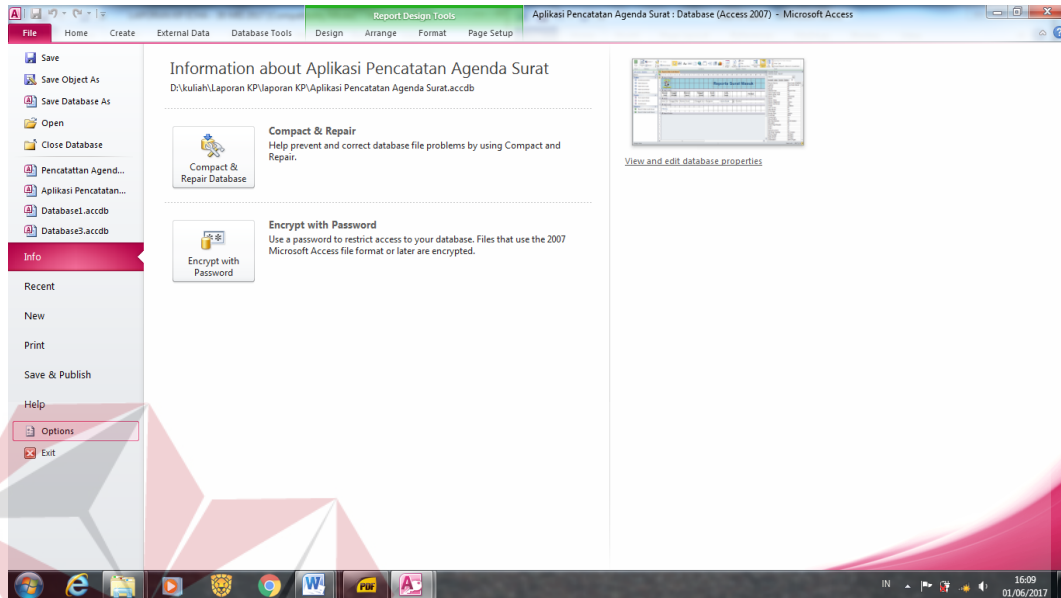 Report Design Tools
Aplikasi Pencatatan Agenda Surat : Database (Access 2007) - Microsoft Access
File Home Create External Data Database Tools Design Arrange Format Page Setup
Save
Save Object As
Save Database As
Open
Close Database
Pencatattan Agend...
Aplikasi Pencatatan...
Database1.accdb
Database3.accdb
Info
Recent
New
Print
Save & Publish
Help
Options
Exit
Information about Aplikasi Pencatatan Agenda Surat
D:\kuliah\Laporan KP\laporan KP\Aplikasi Pencatatan Agenda Surat.accdb
Compact &
Repair Database
Compact & Repair
Help prevent and correct database file problems by using Compact and
Repair.
Encrypt with
Password
Encrypt with Password
Use a password to restrict access to your database. Files that use the 2007
Microsoft Access file format or later are encrypted.
View and edit database properties
IN
16:09
01/06/2017